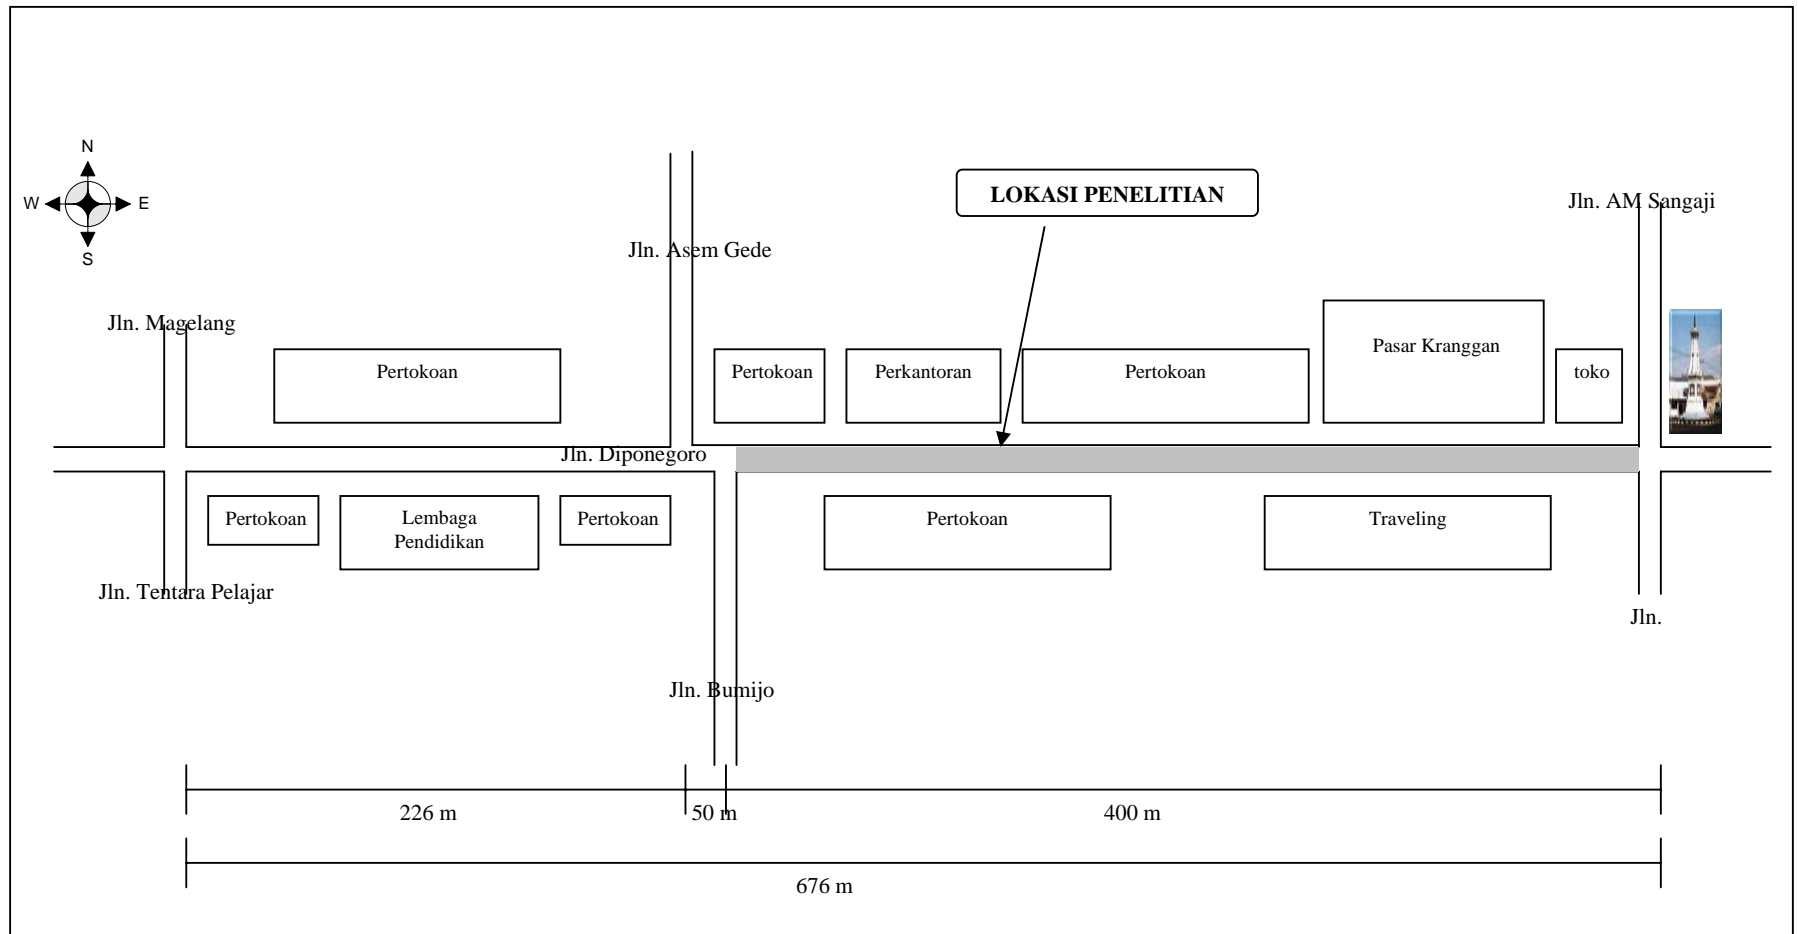 N
W
E
S
LOKASI PENELITIAN
Jln. AM Sangaji
Jln. Asem Gede
Jln. Magelang
Pertokoan
Pertokoan
Perkantoran
Pertokoan
Pasar Kranggan
toko
Jln. Diponegoro
Pertokoan
Lembaga
Pendidikan
Pertokoan
Pertokoan
Traveling
Jln. Tentara Pelajar
Jln.
Jln. Bumijo
226 m
50 m
400 m
676 m